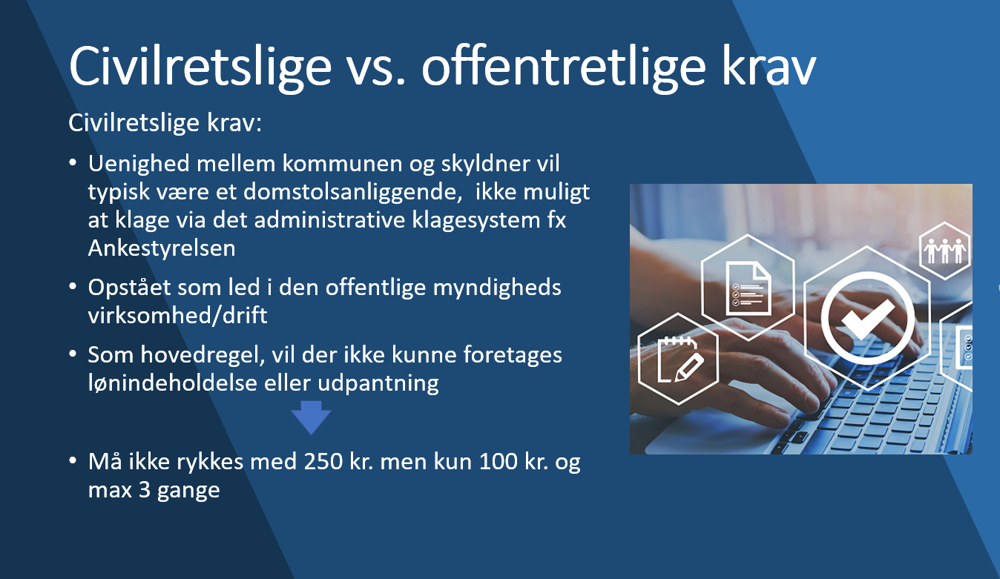 Civilretslige vs. offentretlige krav
Civilretslige krav:
• Uenighed mellem kommunen og skyldner vil
typisk være et domstolsanliggende,  ikke muligt
at klage via det administrative klagesystem fx
Ankestyrelsen
• Opstået som led i den offentlige myndigheds
virksomhed/drift
• Som hovedregel, vil der ikke kunne foretages
lønindeholdelse eller udpantning
• Må ikke rykkes med 250 kr. men kun 100 kr. og
max 3 gange